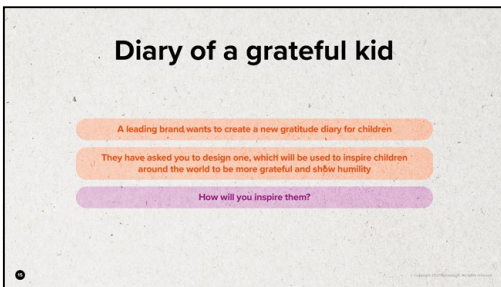 Diary of a grateful kid
A leading brand wants to create a new gratitude diary for children
They have asked you to design one, which will be used to inspire children
around the world to be more grateful and show humility
How will you inspire them?